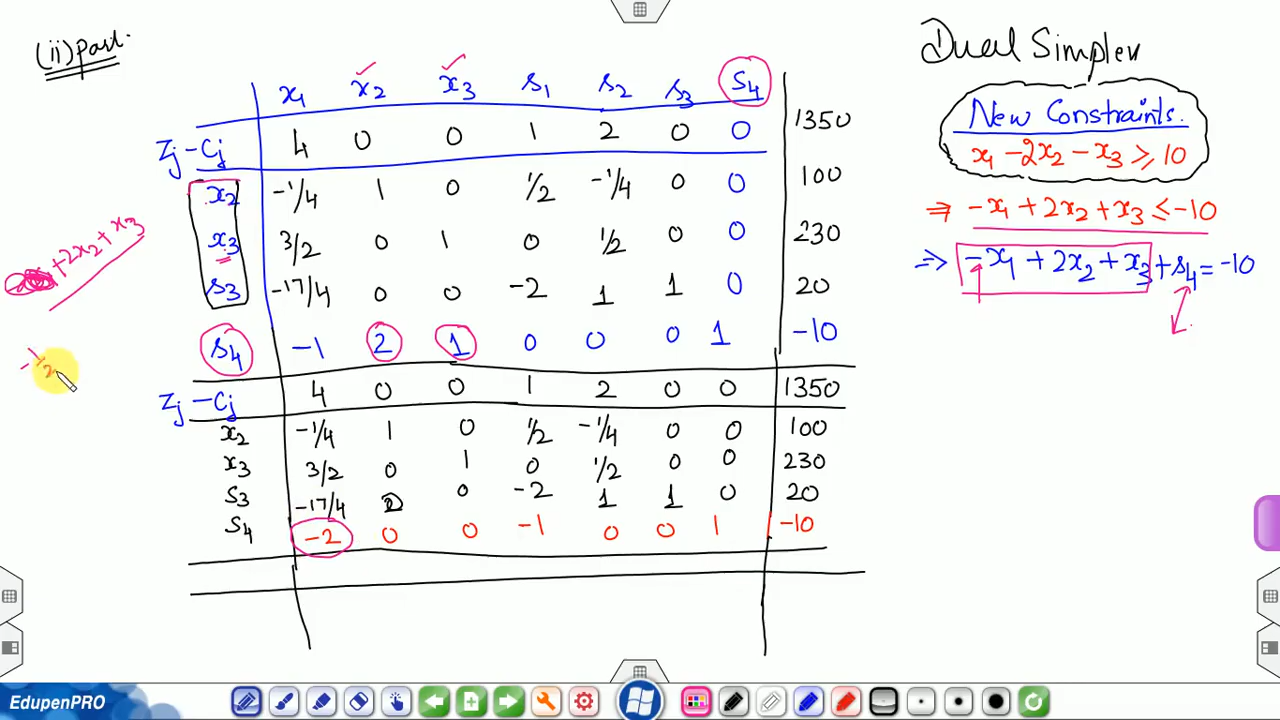 (ii) part.
Dual Simplex
x₁ x₂ x₃ s₁ s₂ s₃ s₄
New Constraints.
Zⱼ-Cⱼ 4 0 0 1 2 0 0 1350
x₁ -2x₂ -x₃ ≥ 10
x₂ -1/4 1 0 1/2 -1/4 0 0 100
⇒ -x₁ + 2x₂ + x₃ ≤ -10
+2x₂+x₃
x₃ 3/2 0 1 0 1/2 0 0 230
⇒ -x₁ + 2x₂ + x₃ + s₄ = -10
s₃ -17/4 0 0 -2 1 1 0 20
s₄ -1 2 1 0 0 0 1 -10
-1/2
Zⱼ-Cⱼ 4 0 0 1 2 0 0 1350
x₂ -1/4 1 0 1/2 -1/4 0 0 100
x₃ 3/2 0 1 0 1/2 0 0 230
s₃ -17/4 0 0 -2 1 1 0 20
s₄ -2 0 0 -1 0 0 1 -10
EdupenPRO